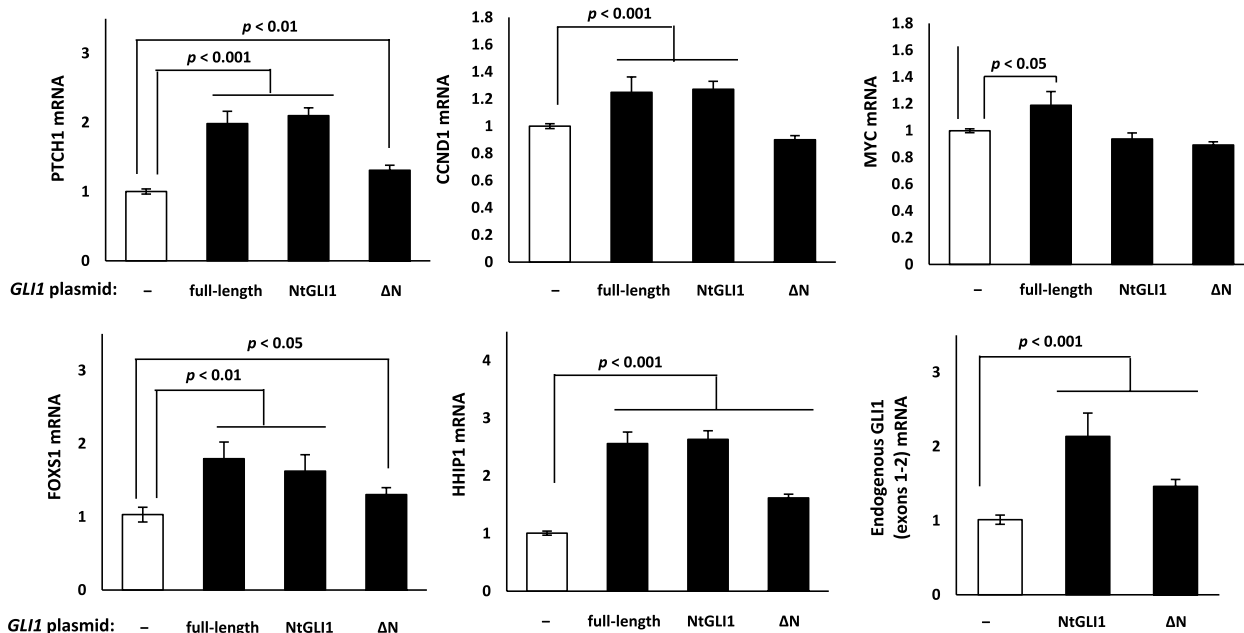 PTCH1 mRNA
3
2
1
0
p < 0.01
p < 0.001
CCND1 mRNA
1.8
1.6
1.4
1.2
1
0.8
0.6
0.4
0.2
0
p < 0.001
MYC mRNA
1.8
1.6
1.4
1.2
1
0.8
0.6
0.4
0.2
0
p < 0.05
GLI1 plasmid: – full-length NtGLI1 ΔN
– full-length NtGLI1 ΔN
– full-length NtGLI1 ΔN
FOXS1 mRNA
3
2
1
0
p < 0.05
p < 0.01
HHIP1 mRNA
4
3
2
1
0
p < 0.001
Endogenous GLI1
(exons 1-2) mRNA
3
2
1
0
p < 0.001
GLI1 plasmid: – full-length NtGLI1 ΔN
– full-length NtGLI1 ΔN
– NtGLI1 ΔN